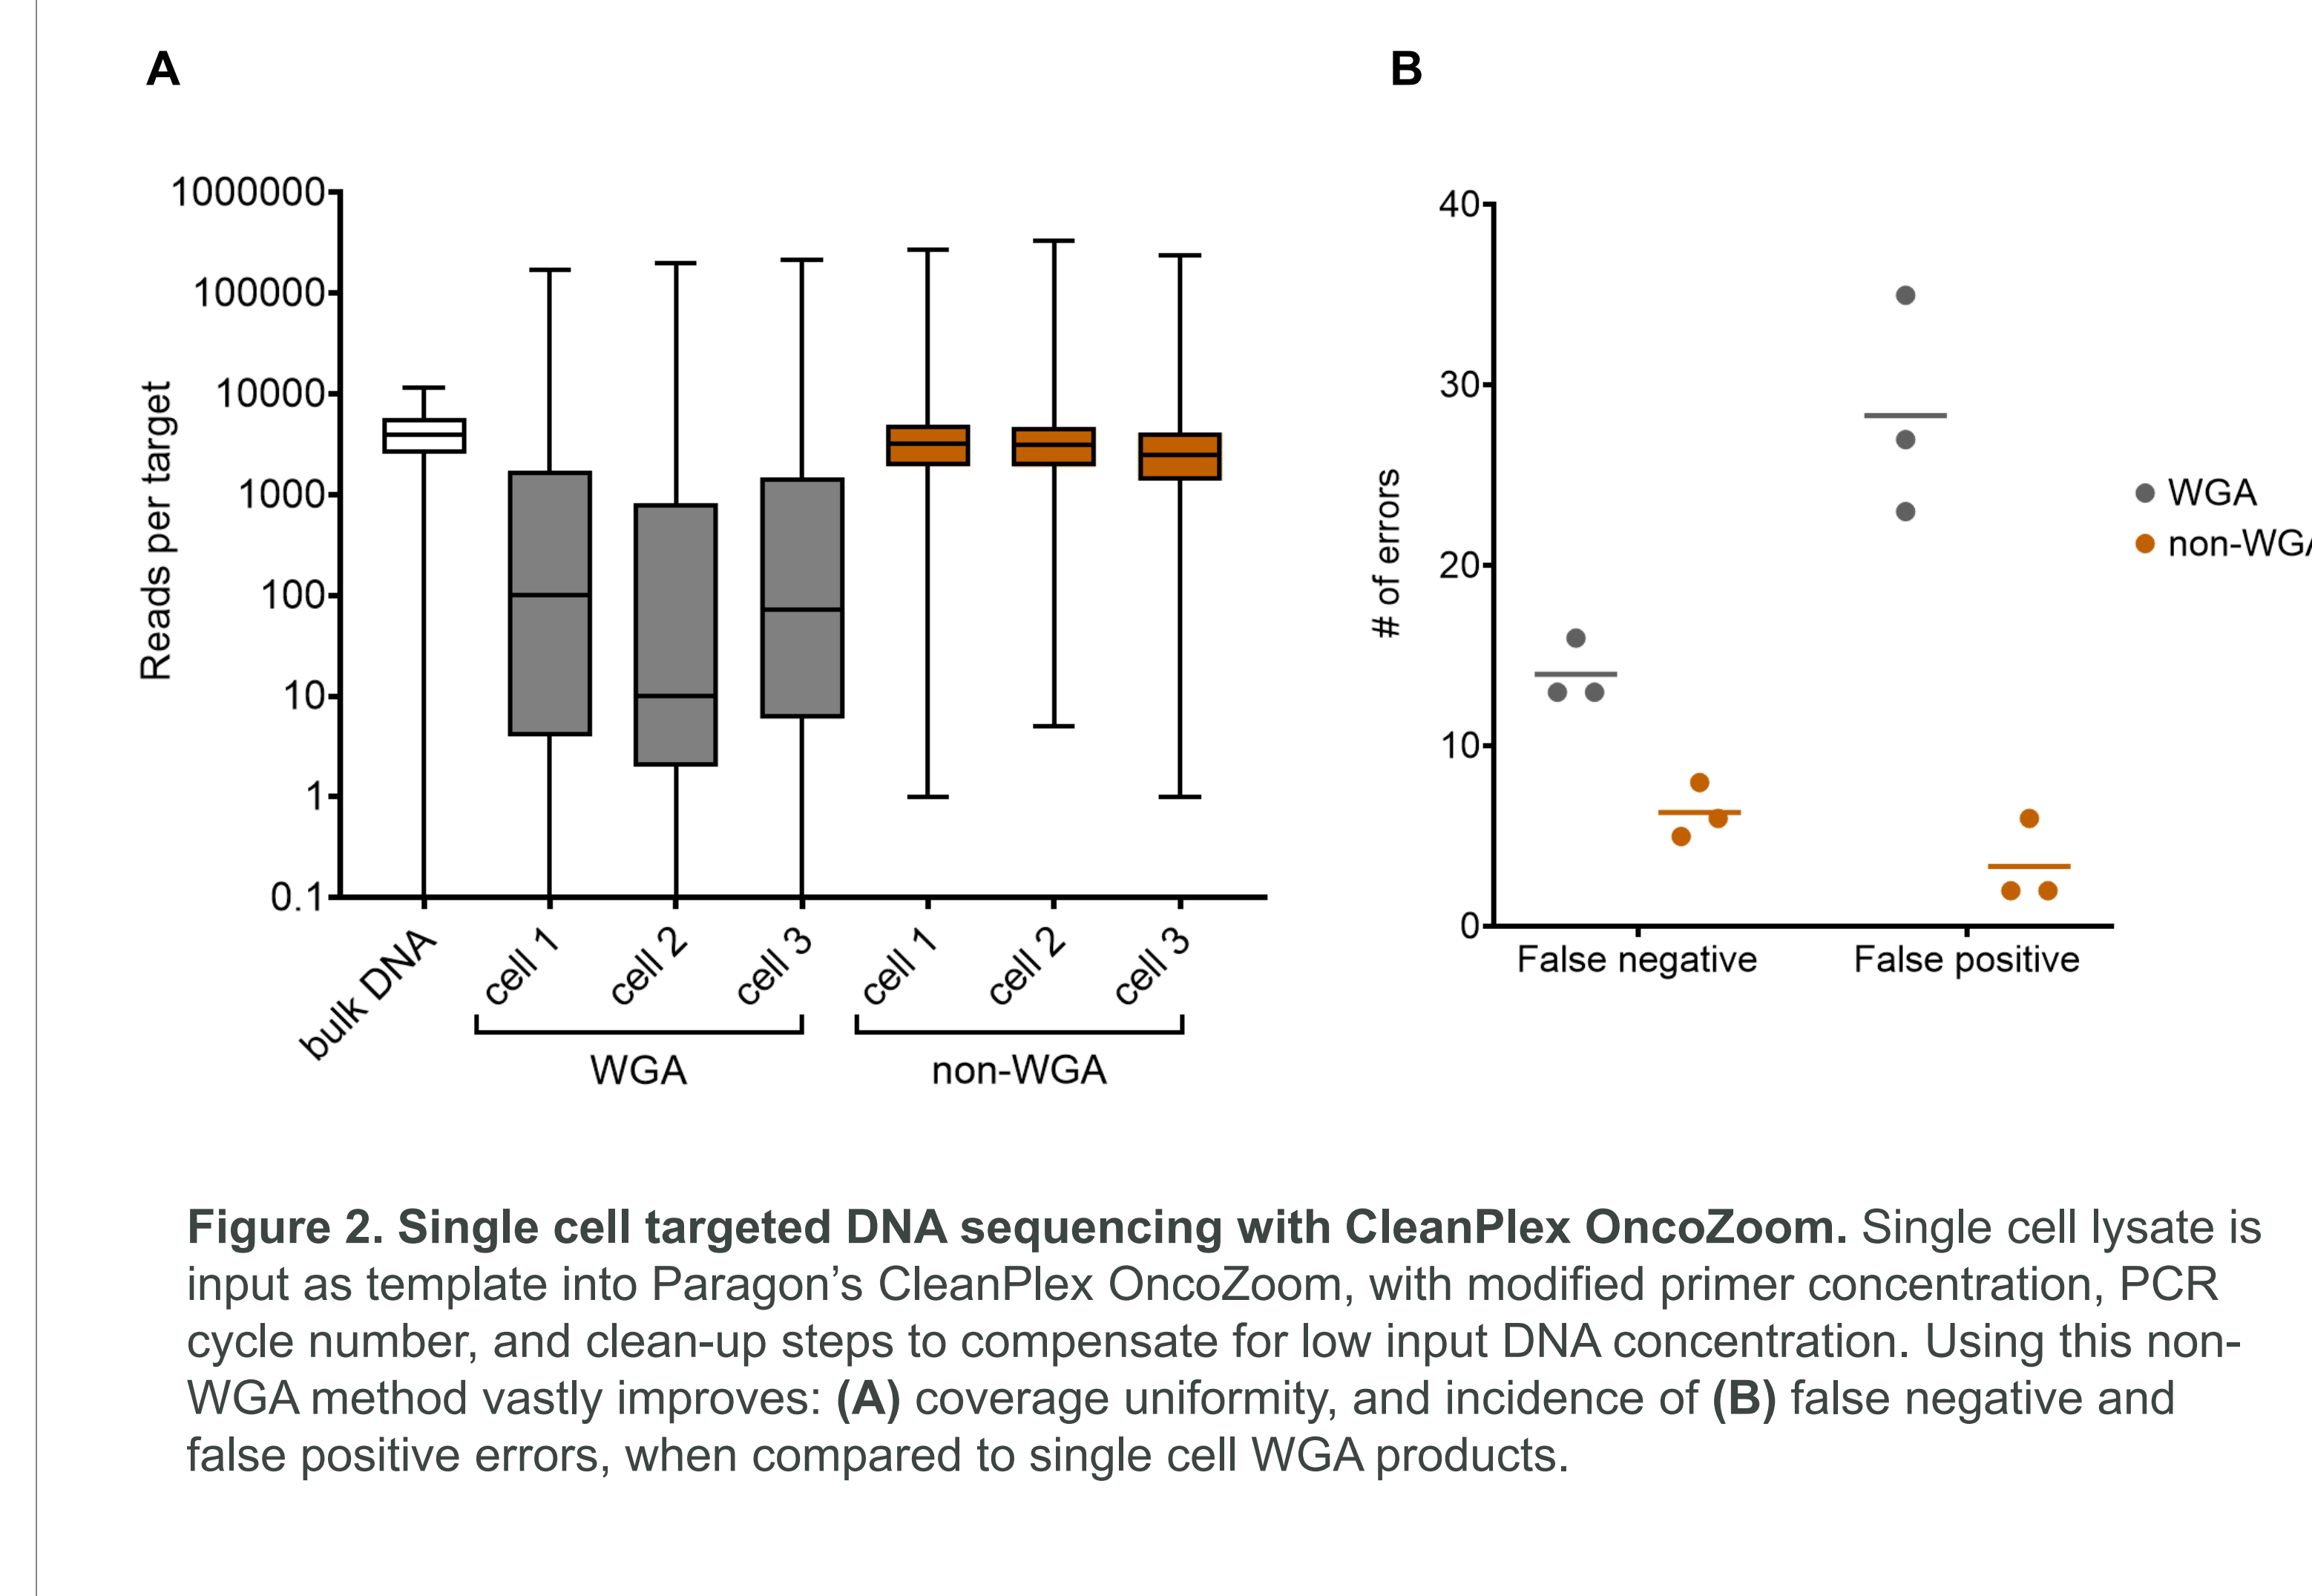 A
B
1000000
100000
10000
1000
100
10
1
0.1
Reads per target
bulk DNA
cell 1
cell 2
cell 3
cell 1
cell 2
cell 3
WGA
non-WGA
40
30
20
10
0
# of errors
False negative
False positive
WGA
non-WGA
Figure 2. Single cell targeted DNA sequencing with CleanPlex OncoZoom. Single cell lysate is
input as template into Paragon’s CleanPlex OncoZoom, with modified primer concentration, PCR
cycle number, and clean-up steps to compensate for low input DNA concentration. Using this non-
WGA method vastly improves: (A) coverage uniformity, and incidence of (B) false negative and
false positive errors, when compared to single cell WGA products.